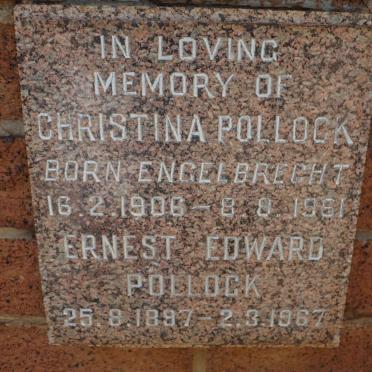 IN LOVING
MEMORY OF
CHRISTINA POLLOCK
BORN ENGELBRECHT
16.2.1906 – 8.8.1981
ERNEST EDWARD
POLLOCK
25.8.1897 – 2.3.1967